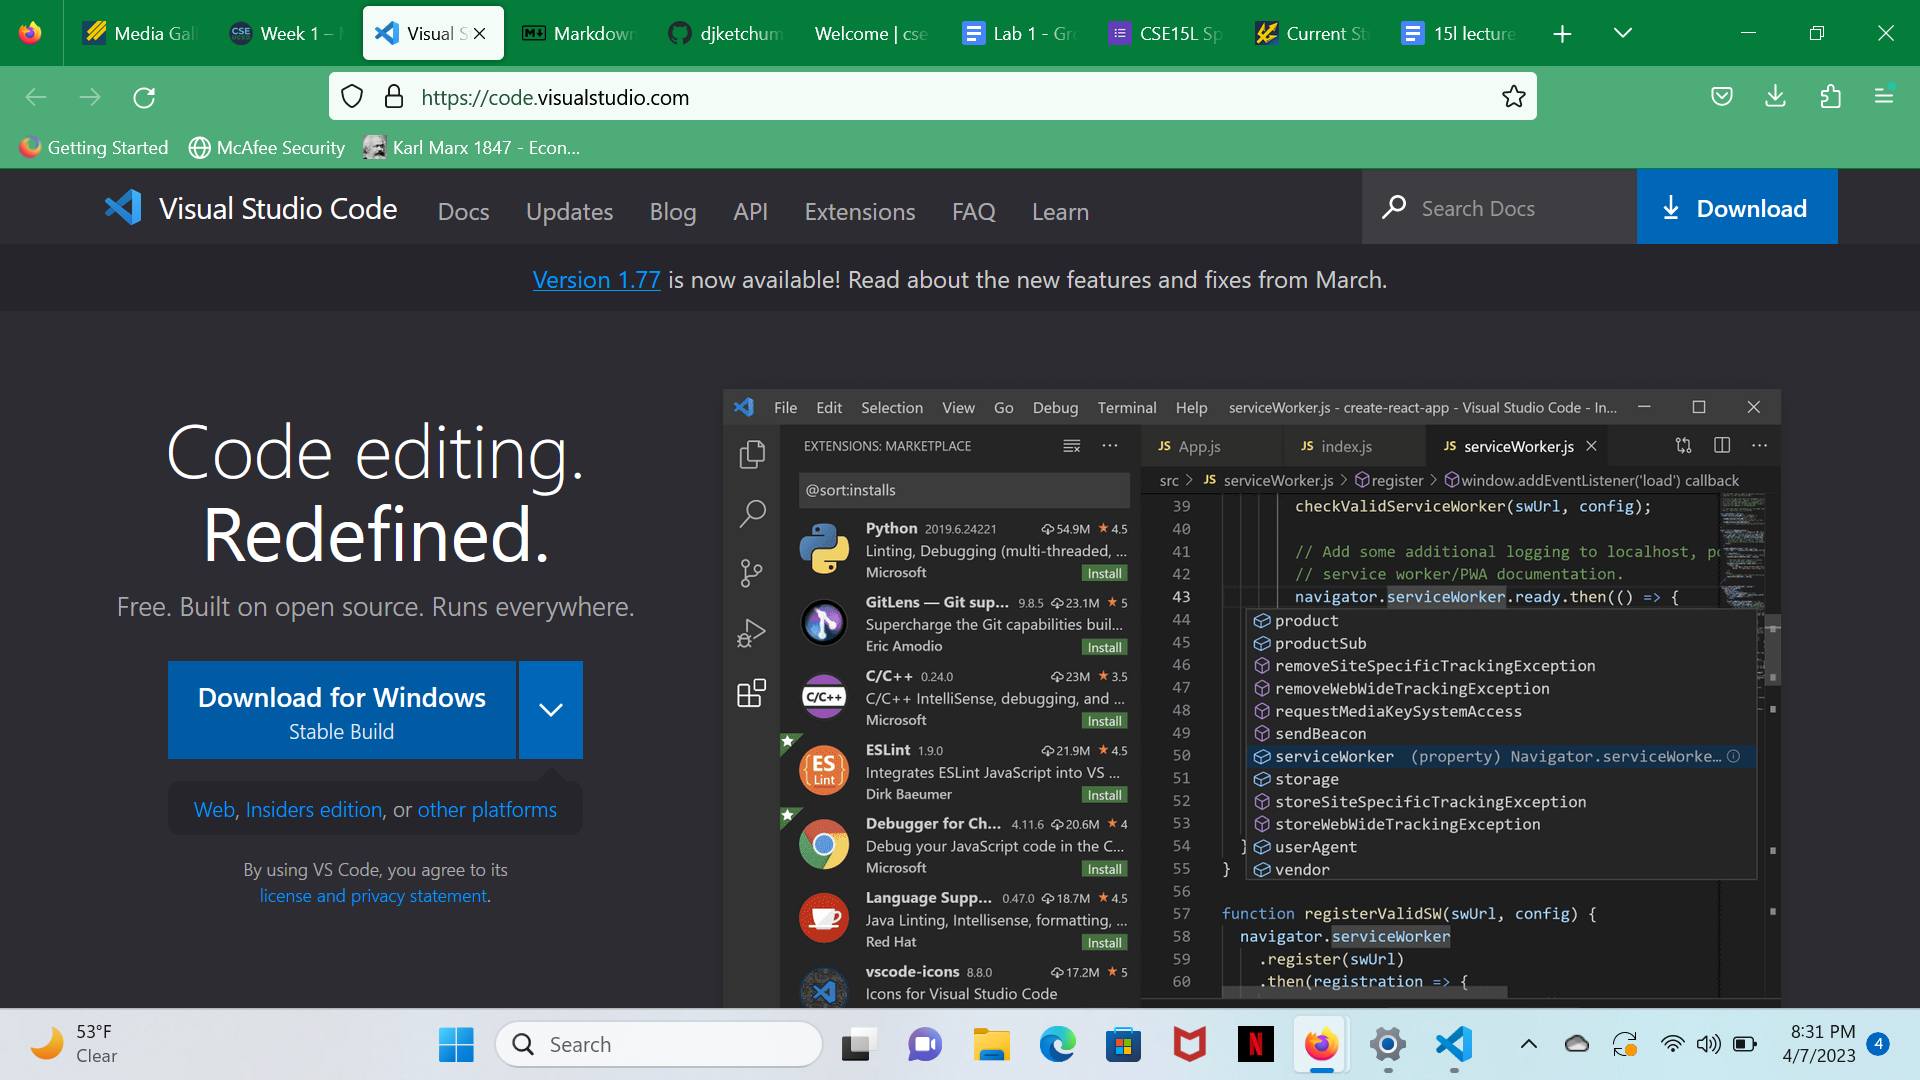 Media Gal
Week 1 –
Visual S
Markdown
djketchum
Welcome | cse
Lab 1 - Gr
CSE15L Sp
Current St
15l lecture
https://code.visualstudio.com
Getting Started
McAfee Security
Karl Marx 1847 - Econ...
Visual Studio Code
Docs
Updates
Blog
API
Extensions
FAQ
Learn
Search Docs
Download
Version 1.77 is now available! Read about the new features and fixes from March.
Code editing.
Redefined.
Free. Built on open source. Runs everywhere.
Download for Windows
Stable Build
Web, Insiders edition, or other platforms
By using VS Code, you agree to its
license and privacy statement.
File Edit Selection View Go Debug Terminal Help serviceWorker.js - create-react-app - Visual Studio Code - In...
EXTENSIONS: MARKETPLACE
@sort:installs
Python 2019.6.24221 54.9M 4.5
Linting, Debugging (multi-threaded, ...
Microsoft Install
GitLens — Git sup... 9.8.5 23.1M 5
Supercharge the Git capabilities buil...
Eric Amodio Install
C/C++
C/C++ 0.24.0 23M 3.5
C/C++ IntelliSense, debugging, and ...
Microsoft Install
ES
Lint
ESLint 1.9.0 21.9M 4.5
Integrates ESLint JavaScript into VS ...
Dirk Baeumer Install
Debugger for Ch... 4.11.6 20.6M 4
Debug your JavaScript code in the C...
Microsoft Install
Language Supp... 0.47.0 18.7M 4.5
Java Linting, Intellisense, formatting, ...
Red Hat Install
vscode-icons 8.8.0 17.2M 5
Icons for Visual Studio Code
JS App.js
JS index.js
JS serviceWorker.js
src > JS serviceWorker.js > register > window.addEventListener('load') callback
39 checkValidServiceWorker(swUrl, config);
40
41 // Add some additional logging to localhost, po
42 // service worker/PWA documentation.
43 navigator.serviceWorker.ready.then(() => {
44 product
45 productSub
46 removeSiteSpecificTrackingException
47 removeWebWideTrackingException
48 requestMediaKeySystemAccess
49 sendBeacon
50 serviceWorker (property) Navigator.serviceWorke...
51 storage
52 storeSiteSpecificTrackingException
53 storeWebWideTrackingException
54 } userAgent
55 } vendor
56
57 function registerValidSW(swUrl, config) {
58 navigator.serviceWorker
59 .register(swUrl)
60 .then(registration => {
53°F
Clear
Search
N
8:31 PM
4/7/2023
4